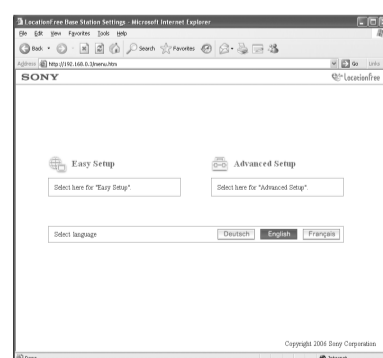 LocationFree Base Station Settings - Microsoft Internet Explorer
File Edit View Favorites Tools Help
Back Search Favorites
Address http://192.168.0.3/menu.htm Go Links
SONY LocationFree
Easy Setup Advanced Setup
Select here for "Easy Setup". Select here for "Advanced Setup".
Select language Deutsch English Français
Copyright 2006 Sony Corporation
Done Internet